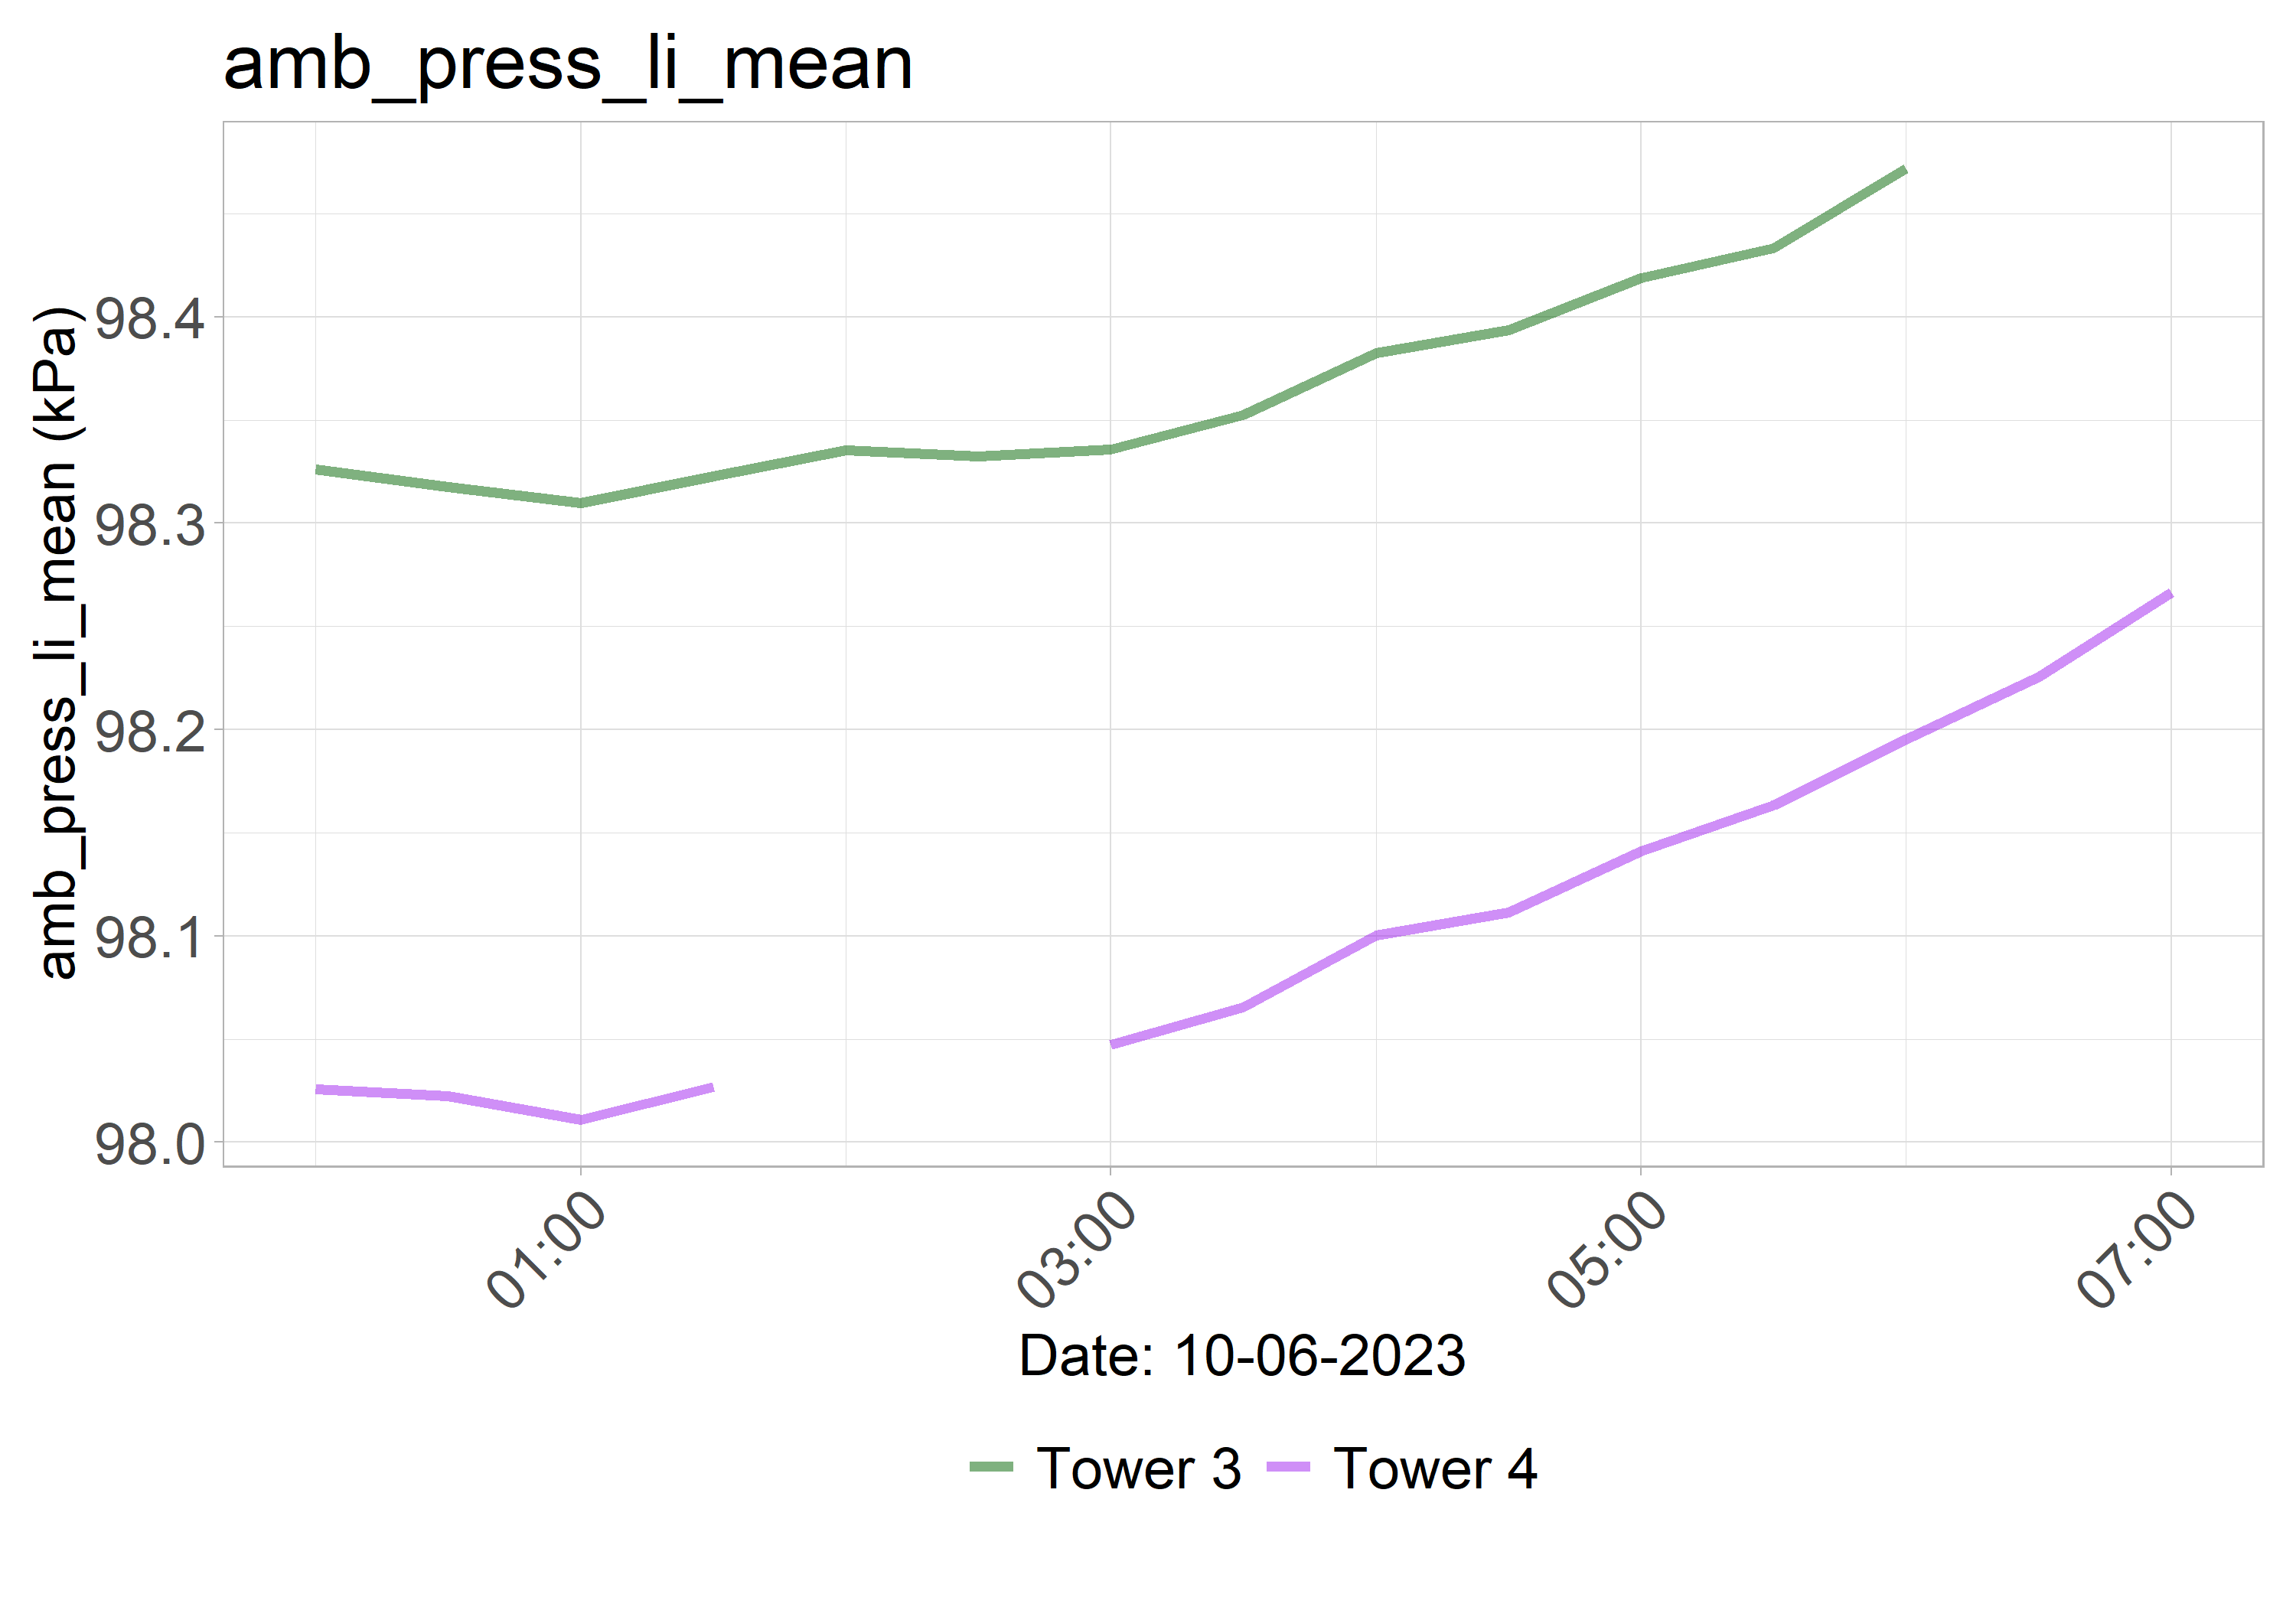 amb_press_li_mean
amb_press_li_mean (kPa)
98.4
98.3
98.2
98.1
98.0
01:00
03:00
05:00
07:00
Date: 10-06-2023
Tower 3
Tower 4